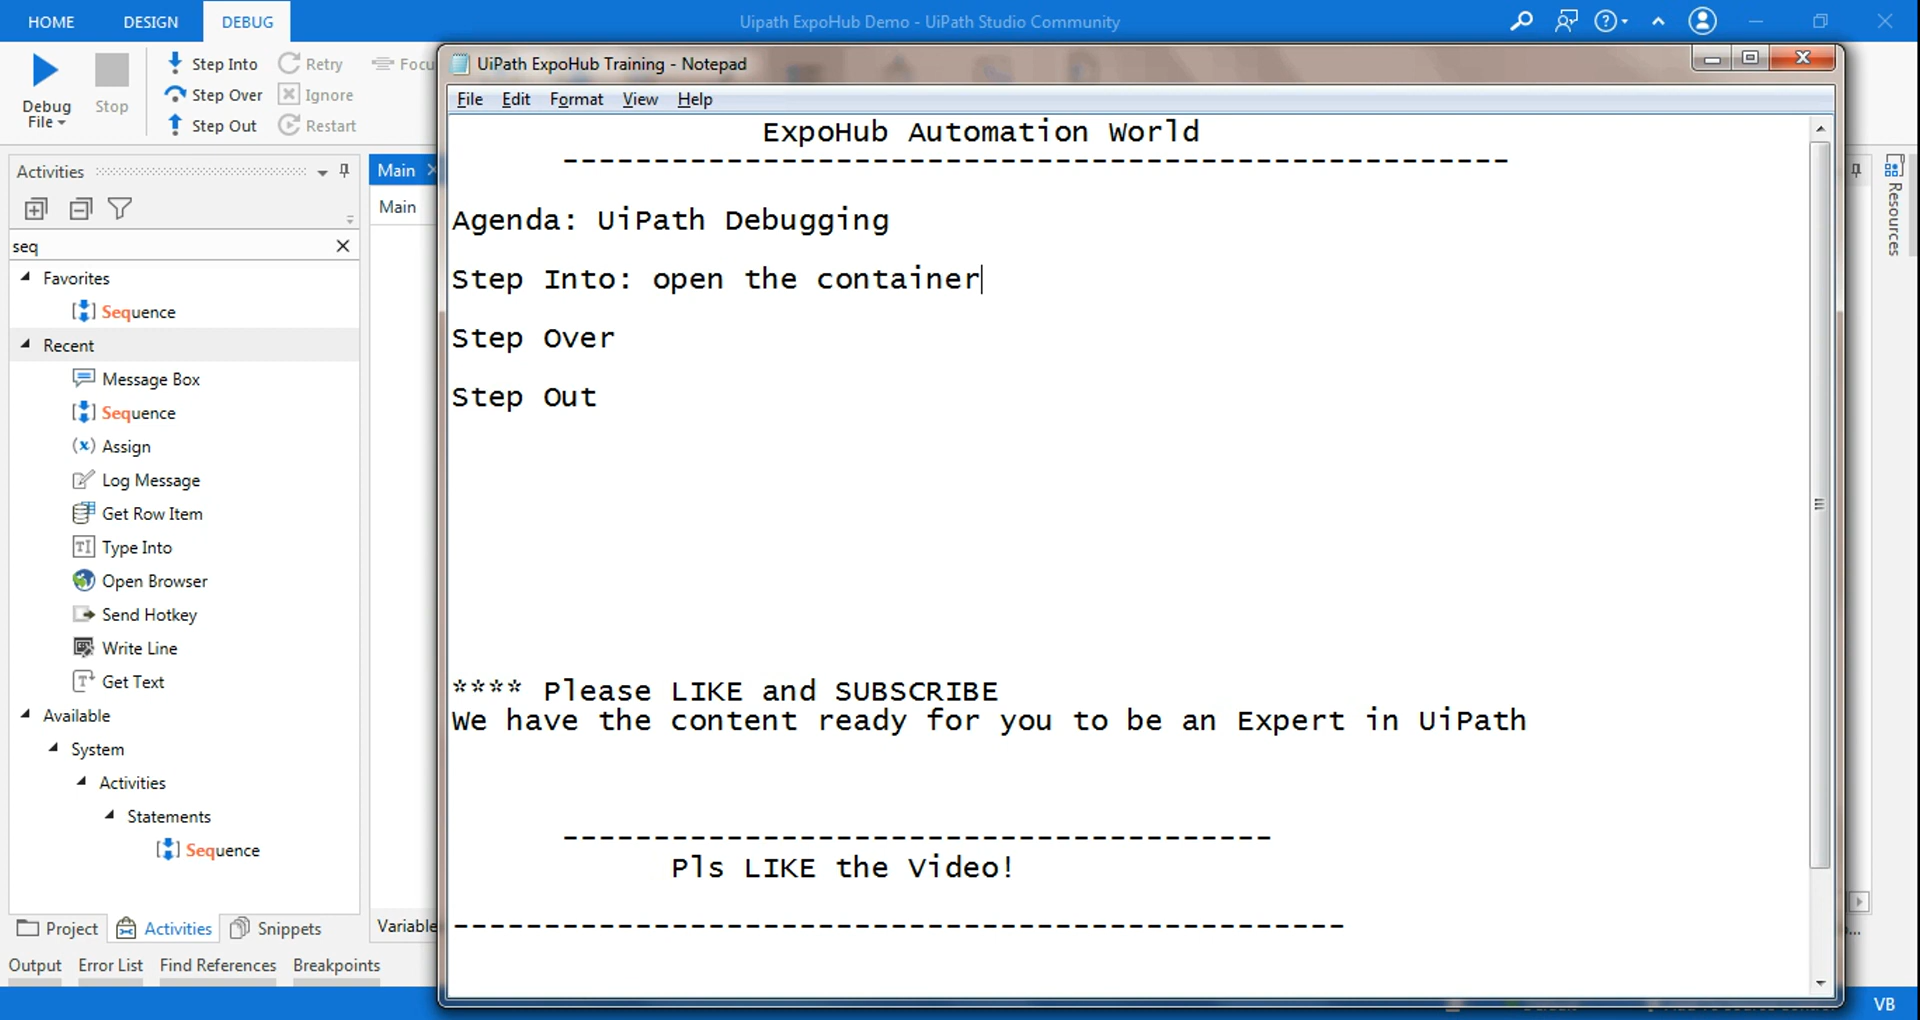 HOME DESIGN DEBUG Uipath ExpoHub Demo - UiPath Studio Community
Debug File
Stop
Step Into
Step Over
Step Out
Retry
Ignore
Restart
Focu
UiPath ExpoHub Training - Notepad
File Edit Format View Help
ExpoHub Automation World
----------------------------------------------------
Agenda: UiPath Debugging
Step Into: open the container
Step Over
Step Out
**** Please LIKE and SUBSCRIBE
We have the content ready for you to be an Expert in UiPath
---------------------------------------
Pls LIKE the Video!
-------------------------------------------------
Activities
seq
Favorites
Sequence
Recent
Message Box
Sequence
Assign
Log Message
Get Row Item
Type Into
Open Browser
Send Hotkey
Write Line
Get Text
Available
System
Activities
Statements
Sequence
Project Activities Snippets
Output Error List Find References Breakpoints
Main
Main
Variable
Resources
VB